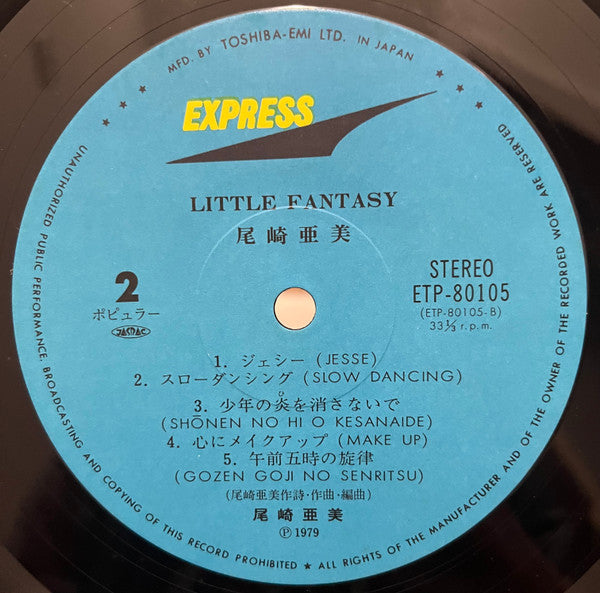 MFD. BY TOSHIBA-EMI LTD. IN JAPAN
EXPRESS
LITTLE FANTASY
尾崎亜美
2
ポピュラー
JASRAC
STEREO
ETP-80105
(ETP-80105-B)
33⅓ r.p.m.
1. ジェシー (JESSE)
2. スローダンシング (SLOW DANCING)
ひ
3. 少年の炎を消さないで
(SHŌNEN NO HI O KESANAIDE)
4. 心にメイクアップ (MAKE UP)
5. 午前五時の旋律
(GOZEN GOJI NO SENRITSU)
(尾崎亜美作詩・作曲・編曲)
尾崎亜美
Ⓟ 1979
★ ★ ★ UNAUTHORIZED PUBLIC PERFORMANCE, BROADCASTING AND COPYING OF THIS RECORD PROHIBITED ★ ALL RIGHTS OF THE MANUFACTURER AND OF THE OWNER OF THE RECORDED WORK ARE RESERVED ★ ★ ★